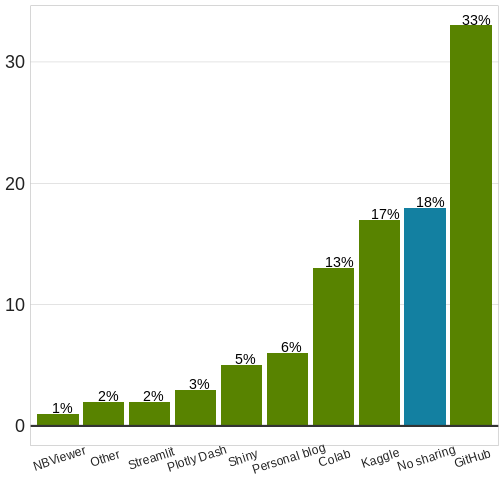 33%
30
20
18%
17%
13%
10
6%
5%
3%
2%
2%
1%
0
NBViewer
Other
Streamlit
Plotly Dash
Shiny
Personal blog
Colab
Kaggle
No sharing
GitHub